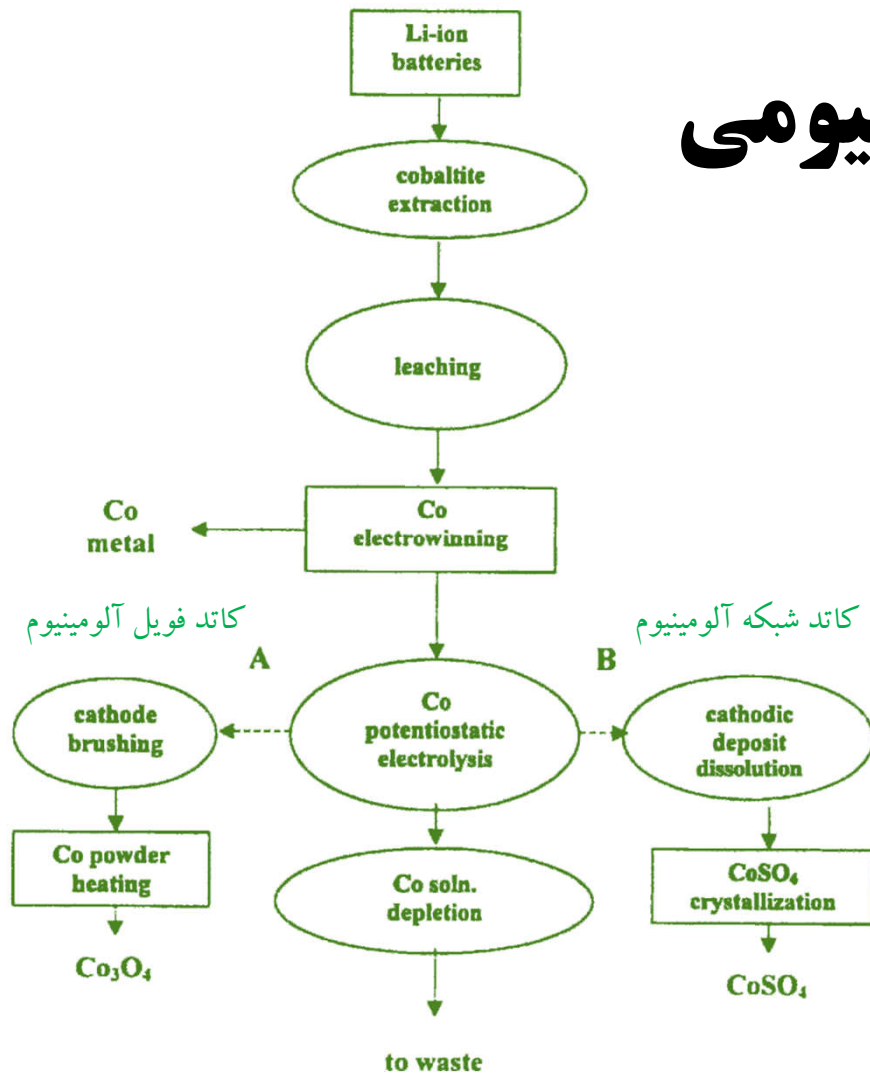 Li-ion
batteries
cobaltite
extraction
leaching
Co
electrowinning
Co
metal
کاتد فویل آلومینیوم
کاتد شبکه آلومینیوم
A
B
cathode
brushing
Co
potentiostatic
electrolysis
cathodic
deposit
dissolution
Co powder
heating
Co soln.
depletion
CoSO₄
crystallization
Co₃O₄
CoSO₄
to waste